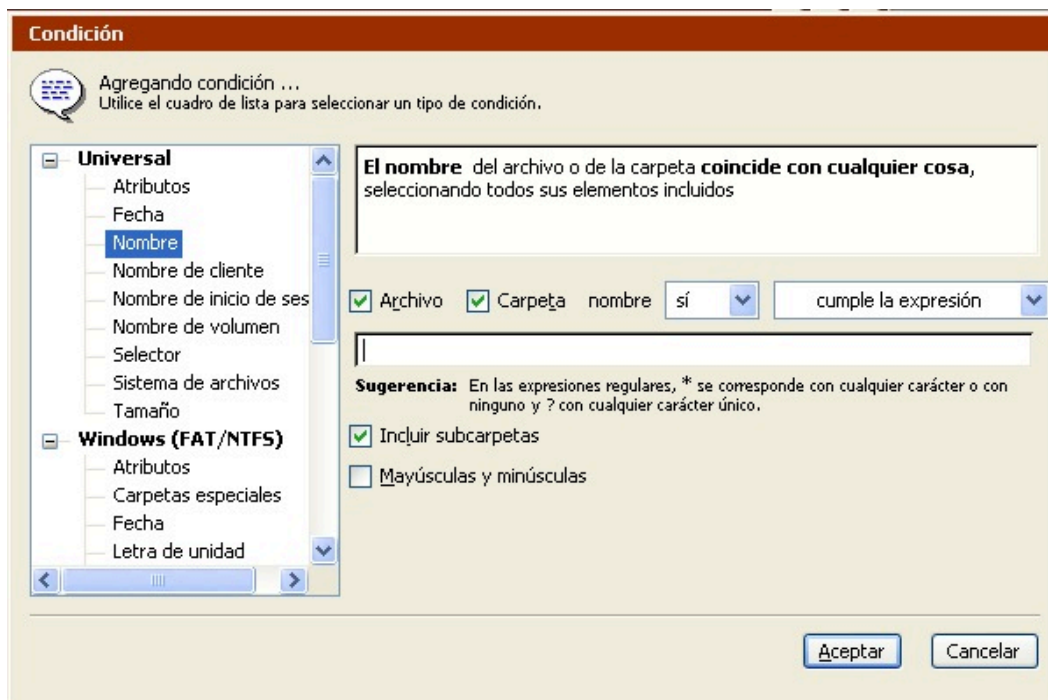 Condición
Agregando condición ...
Utilice el cuadro de lista para seleccionar un tipo de condición.
Universal
Atributos
Fecha
Nombre
Nombre de cliente
Nombre de inicio de ses
Nombre de volumen
Selector
Sistema de archivos
Tamaño
Windows (FAT/NTFS)
Atributos
Carpetas especiales
Fecha
Letra de unidad
El nombre del archivo o de la carpeta coincide con cualquier cosa,
seleccionando todos sus elementos incluidos
Archivo Carpeta nombre sí cumple la expresión
Sugerencia: En las expresiones regulares, * se corresponde con cualquier carácter o con
ninguno y ? con cualquier carácter único.
Incluir subcarpetas
Mayúsculas y minúsculas
Aceptar Cancelar